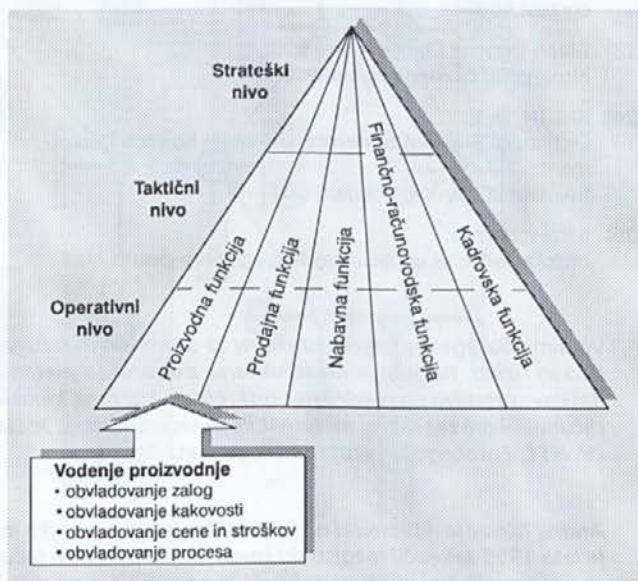 Strateški
nivo
Taktični
nivo
Operativni
nivo
Proizvodna funkcija
Prodajna funkcija
Nabavna funkcija
Finančno-računovodska funkcija
Kadrovska funkcija
Vodenje proizvodnje
• obvladovanje zalog
• obvladovanje kakovosti
• obvladovanje cene in stroškov
• obvladovanje procesa